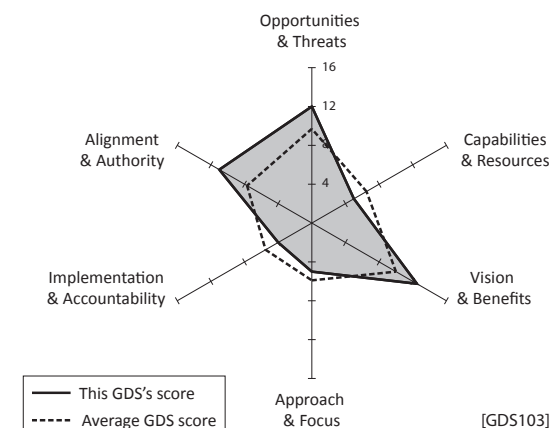 Opportunities
& Threats
16
12
8
4
Alignment
& Authority
Capabilities
& Resources
Implementation
& Accountability
Vision
& Benefits
This GDS's score
Average GDS score
Approach
& Focus
[GDS103]